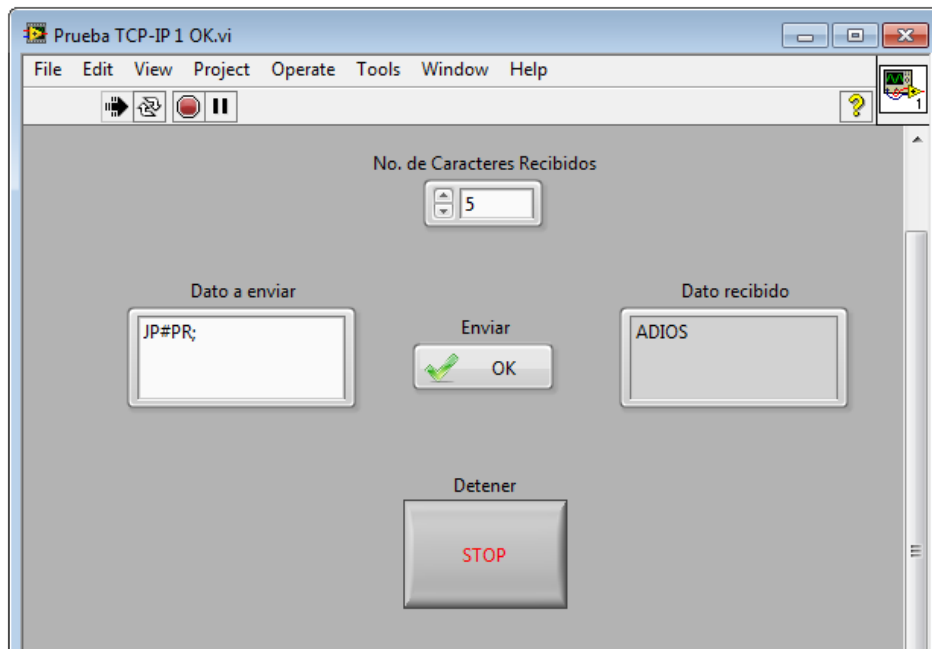 Prueba TCP-IP 1 OK.vi
File Edit View Project Operate Tools Window Help
?
1
No. de Caracteres Recibidos
5
Dato a enviar
Dato recibido
JP#PR;
Enviar
ADIOS
OK
Detener
STOP